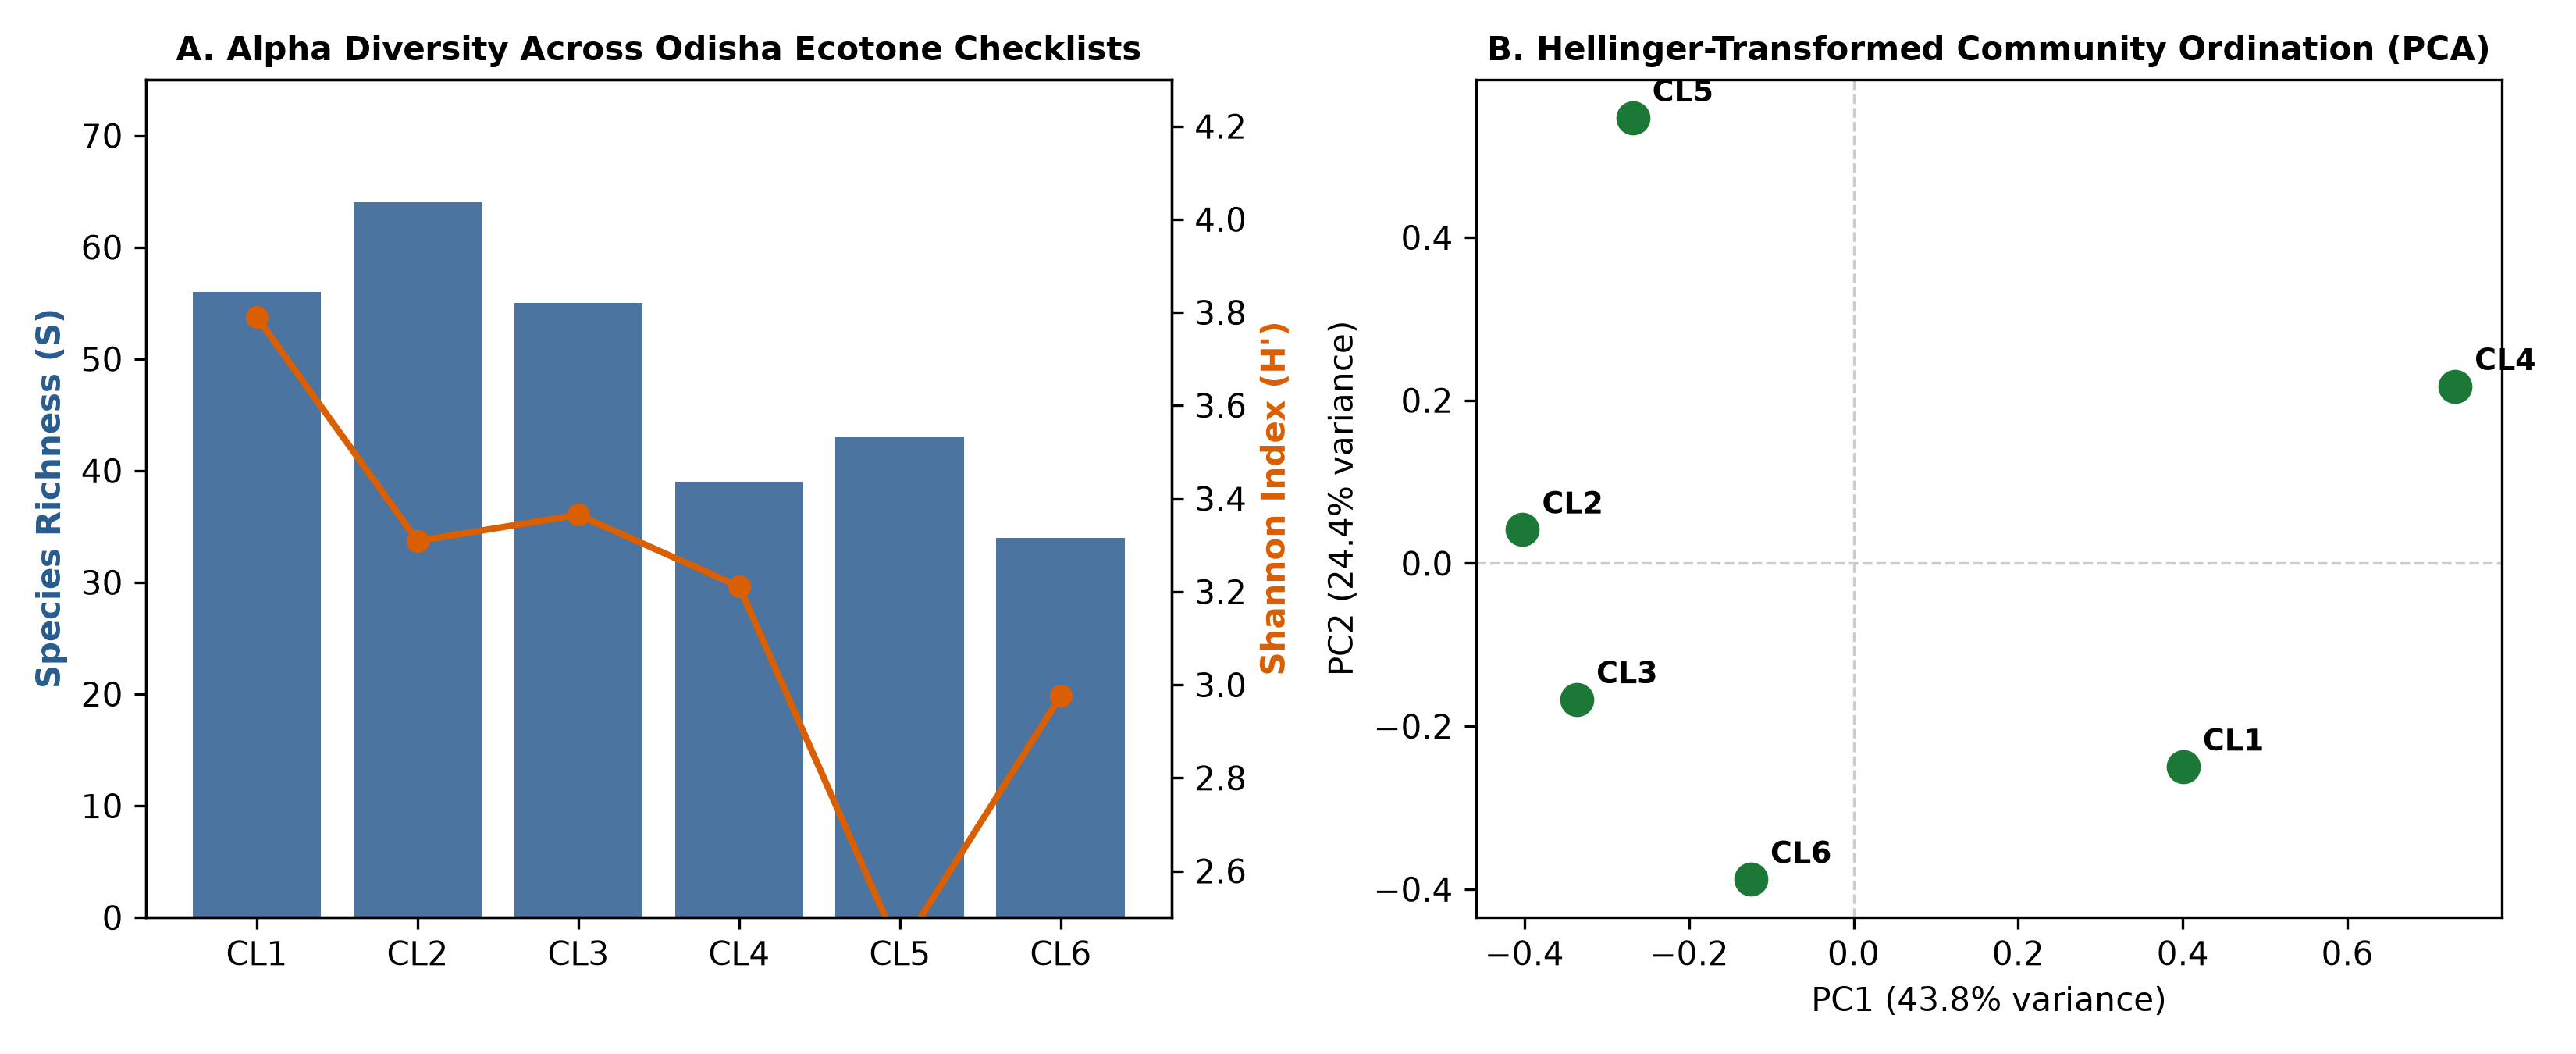 A. Alpha Diversity Across Odisha Ecotone Checklists
Species Richness (S)
70
60
50
40
30
20
10
0
CL1 CL2 CL3 CL4 CL5 CL6
4.2
4.0
3.8
3.6
3.4
3.2
3.0
2.8
2.6
Shannon Index (H')
B. Hellinger-Transformed Community Ordination (PCA)
PC2 (24.4% variance)
0.4
0.2
0.0
−0.2
−0.4
CL5
CL4
CL2
CL3
CL1
CL6
−0.4 −0.2 0.0 0.2 0.4 0.6
PC1 (43.8% variance)